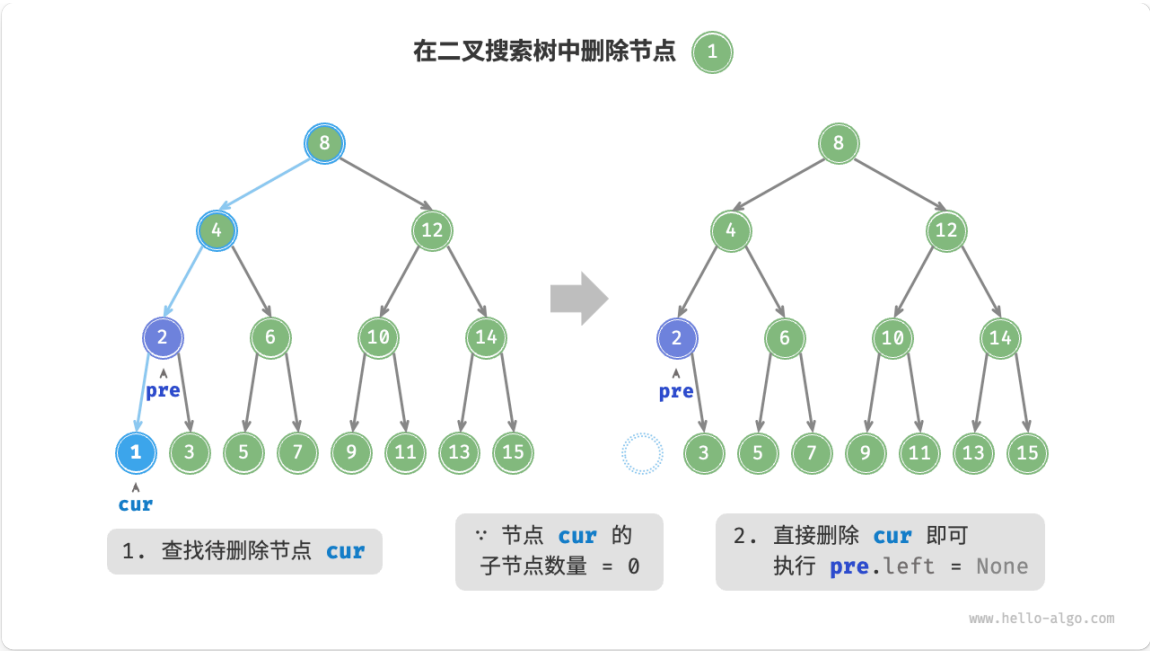 在二叉搜索树中删除节点 1
8 8
4 12 4 12
2 6 10 14 2 6 10 14
pre pre
1 3 5 7 9 11 13 15 3 5 7 9 11 13 15
cur
1. 查找待删除节点 cur
∵ 节点 cur 的
子节点数量 = 0
2. 直接删除 cur 即可
执行 pre.left = None
www.hello-algo.com